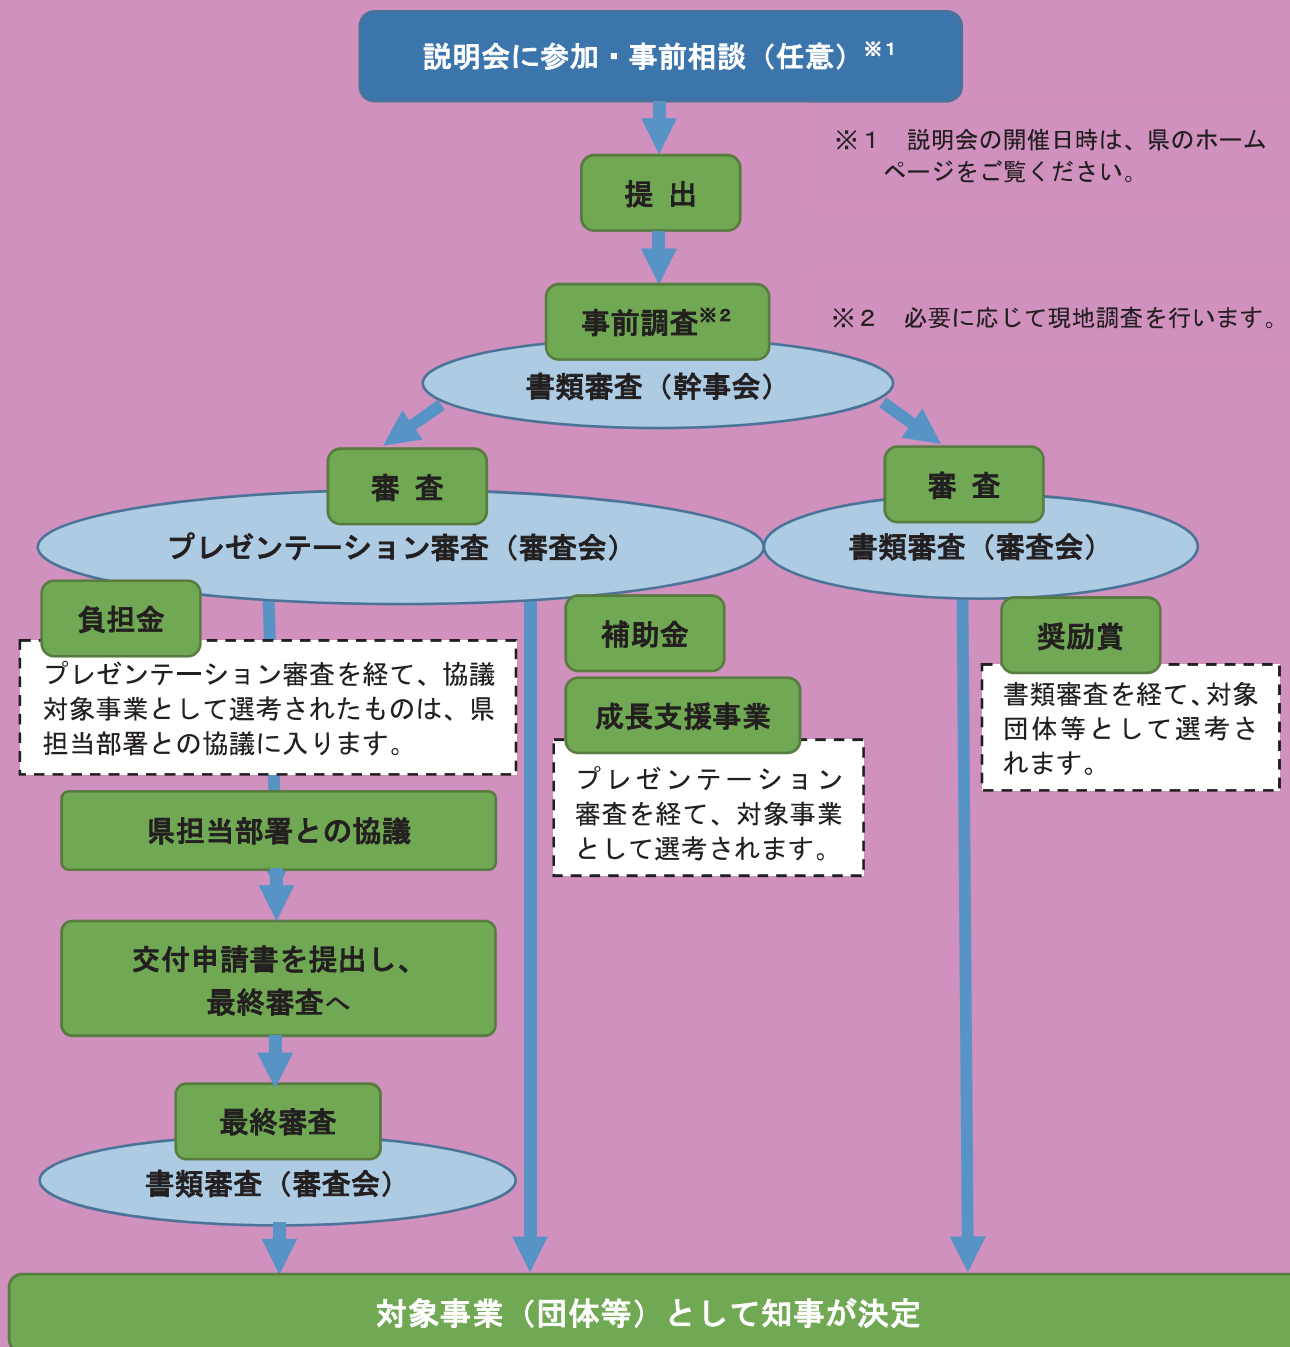 説明会に参加・事前相談（任意）※1
※１　説明会の開催日時は、県のホーム
ページをご覧ください。
提 出
事前調査※2
※２　必要に応じて現地調査を行います。
書類審査（幹事会）
審 査
プレゼンテーション審査（審査会）
審 査
書類審査（審査会）
負担金
プレゼンテーション審査を経て、協議
対象事業として選考されたものは、県
担当部署との協議に入ります。
補助金
成長支援事業
プレゼンテーション
審査を経て、対象事業
として選考されます。
奨励賞
書類審査を経て、対象
団体等として選考さ
れます。
県担当部署との協議
交付申請書を提出し、
最終審査へ
最終審査
書類審査（審査会）
対象事業（団体等）として知事が決定